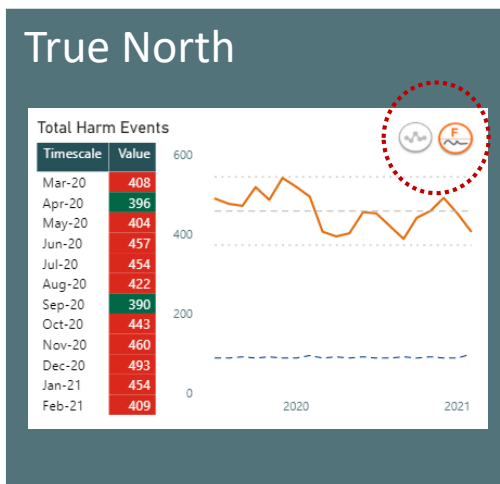 True North
Total Harm Events
Timescale Value
Mar-20 408
Apr-20 396
May-20 404
Jun-20 457
Jul-20 454
Aug-20 422
Sep-20 390
Oct-20 443
Nov-20 460
Dec-20 493
Jan-21 454
Feb-21 409
600
400
200
0
2020 2021
F